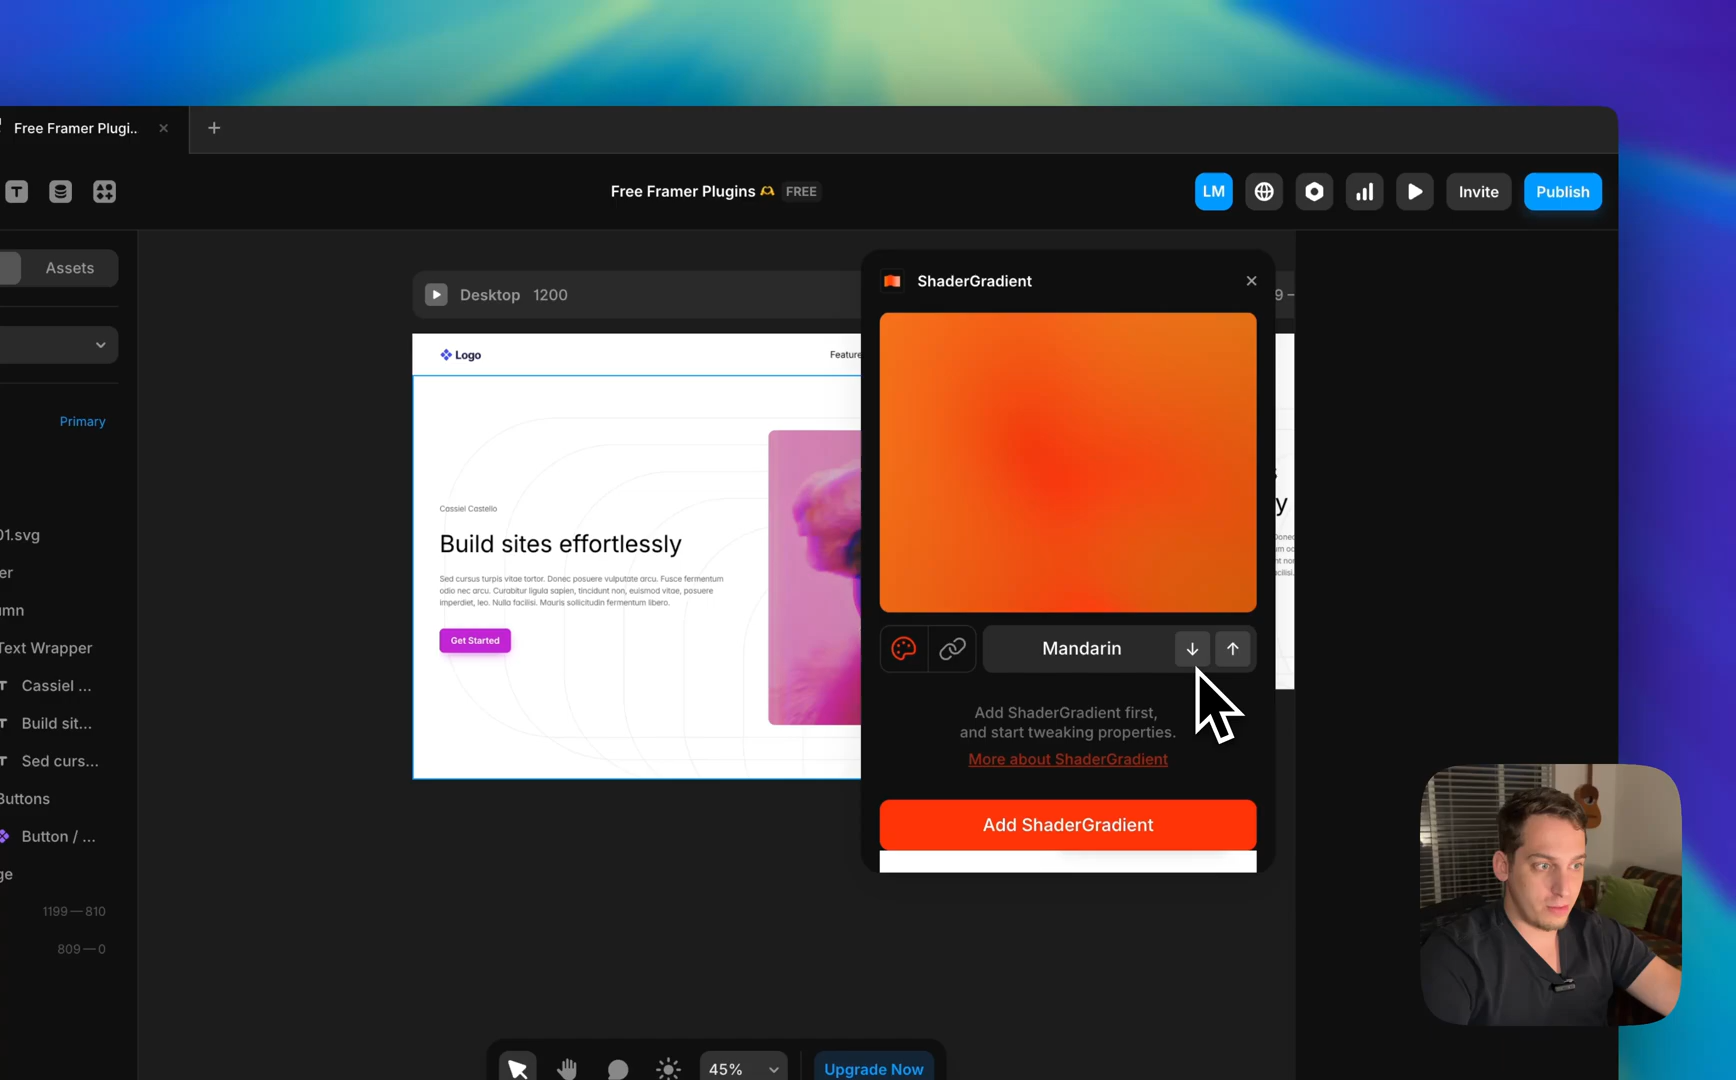 Free Framer Plugi..
Free Framer Plugins FREE
LM
Invite
Publish
Assets
Primary
01.svg
er
umn
Text Wrapper
Cassiel ...
Build sit...
Sed curs...
Buttons
Button / ...
ge
1199 — 810
809 — 0
Desktop 1200
9 –
Logo
Feature
Cassiel Castello
Build sites effortlessly
Sed cursus turpis vitae tortor. Donec posuere vulputate arcu. Fusce fermentum
odio nec arcu. Curabitur ligula sapien, tincidunt non, euismod vitae, posuere
imperdiet, leo. Nulla facilisi. Mauris sollicitudin fermentum libero.
Get Started
ShaderGradient
Mandarin
Add ShaderGradient first,
and start tweaking properties.
More about ShaderGradient
Add ShaderGradient
45%
Upgrade Now